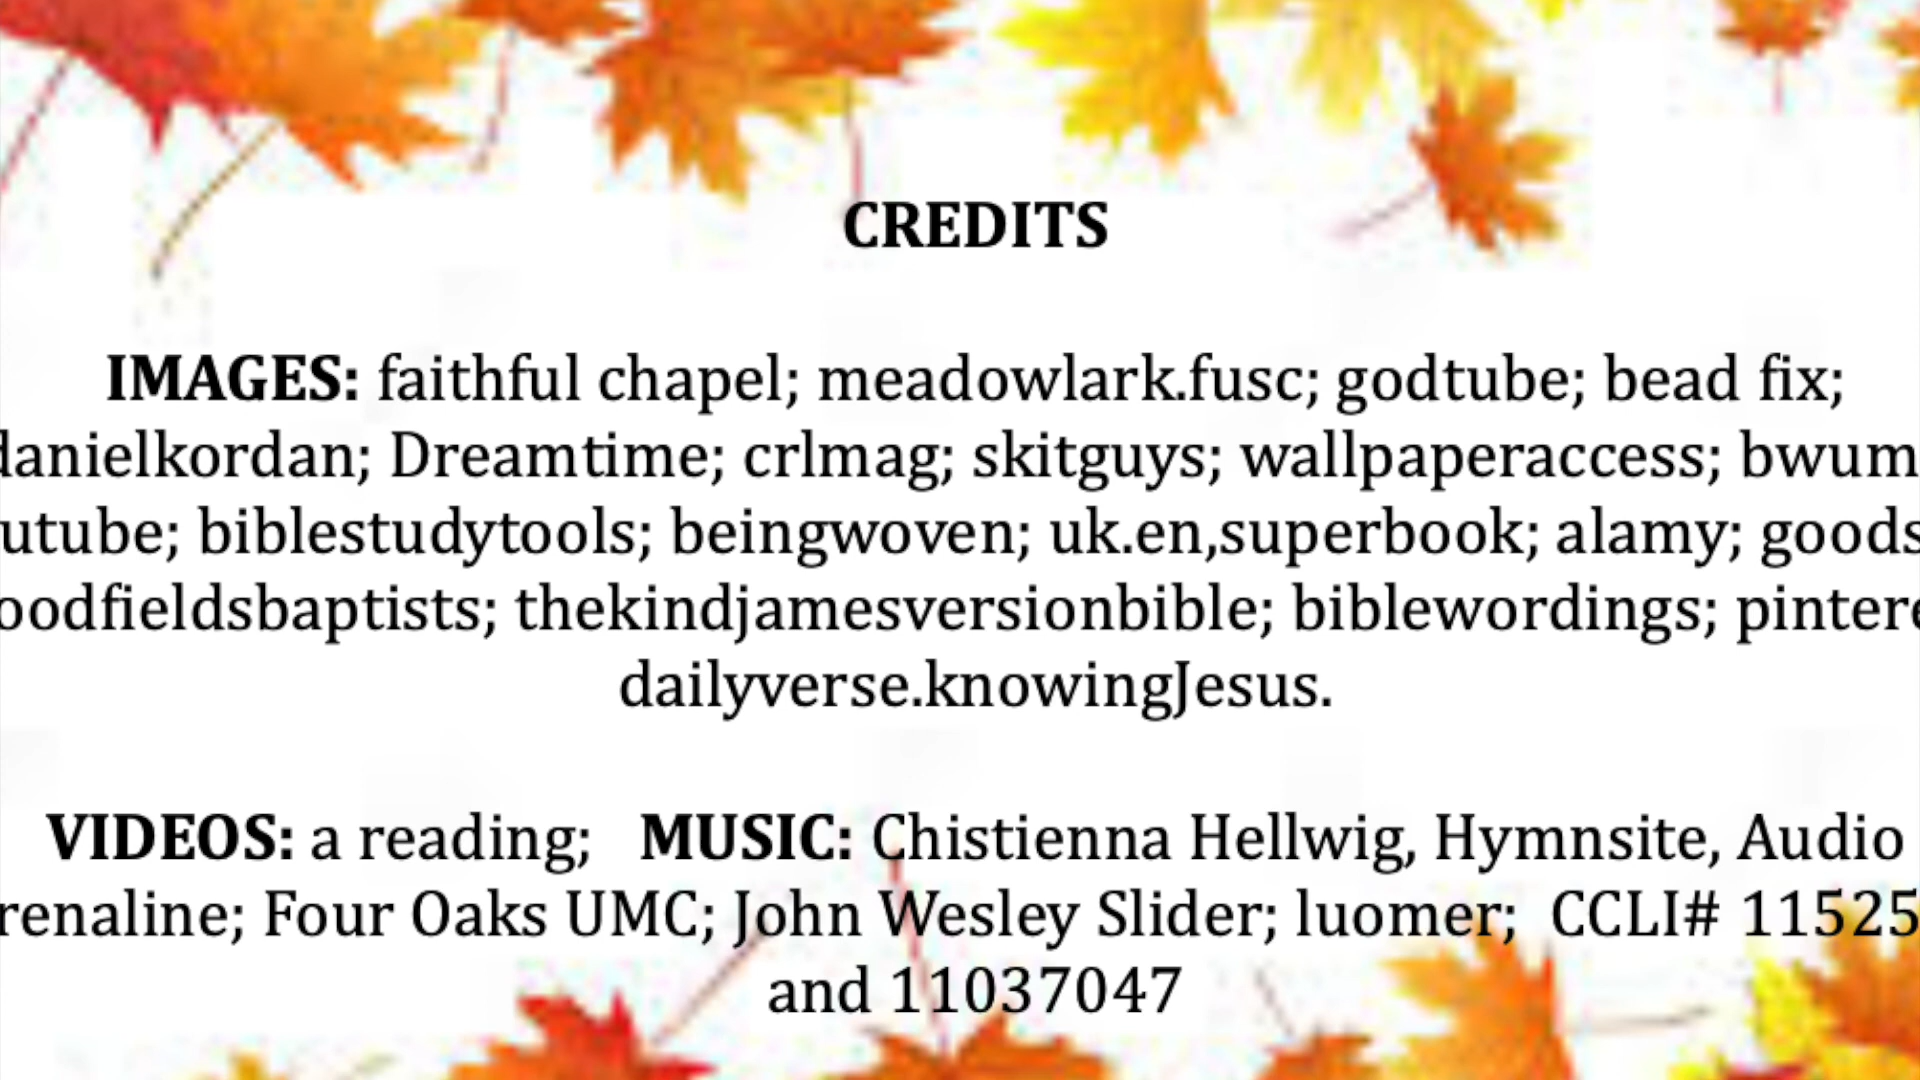 CREDITS
IMAGES: faithful chapel; meadowlark.fusc; godtube; bead fix;
danielkordan; Dreamtime; crlmag; skitguys; wallpaperaccess; bwum
utube; biblestudytools; beingwoven; uk.en,superbook; alamy; goods
oodfieldsbaptists; thekindjamesversionbible; biblewordings; pinter
dailyverse.knowingJesus.
VIDEOS: a reading; MUSIC: Chistienna Hellwig, Hymnsite, Audio
renaline; Four Oaks UMC; John Wesley Slider; luomer; CCLI# 11525
and 11037047